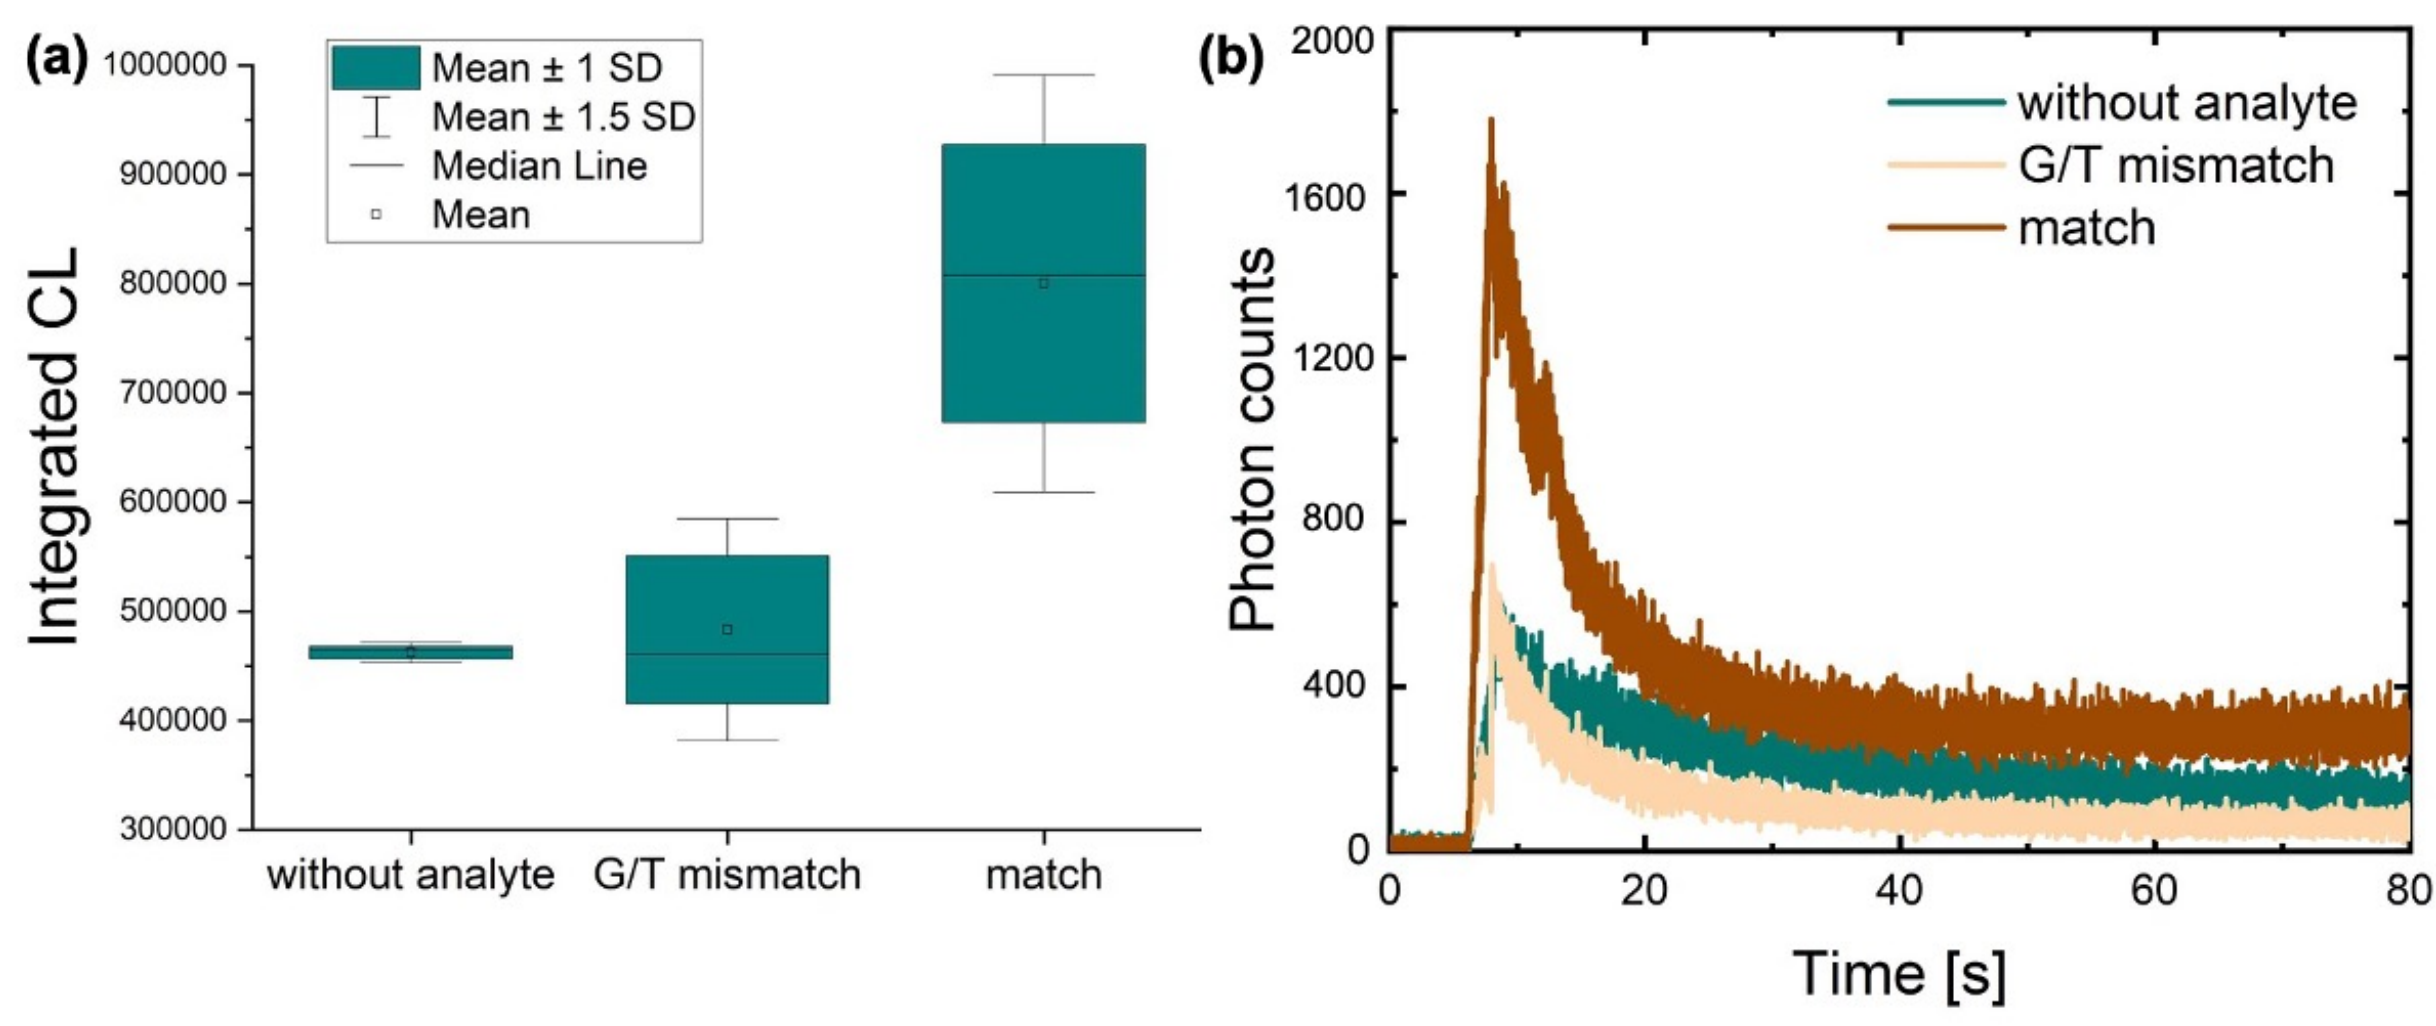 (a)
1000000
900000
800000
700000
600000
500000
400000
300000
Integrated CL
Mean ± 1 SD
Mean ± 1.5 SD
Median Line
Mean
without analyte
G/T mismatch
match
(b)
2000
1600
1200
800
400
0
Photon counts
without analyte
G/T mismatch
match
0
20
40
60
80
Time [s]